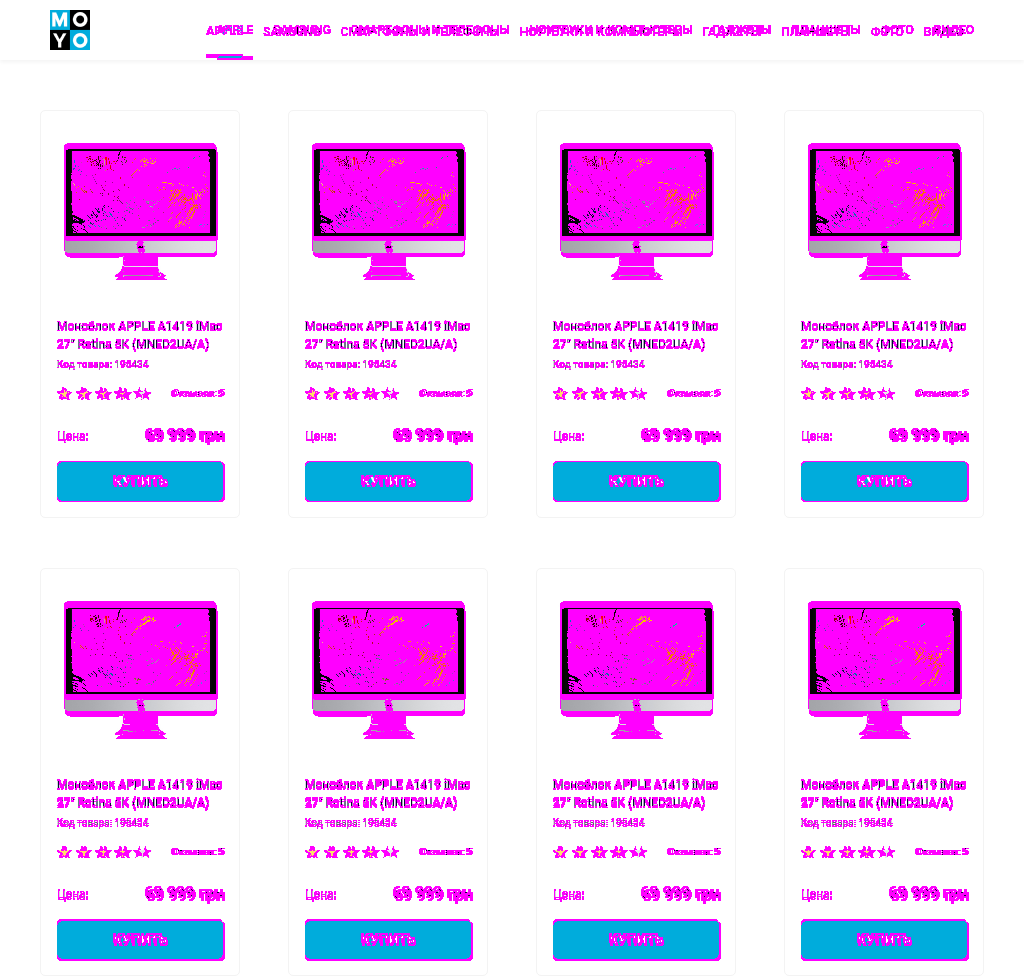 MO
YO
APPLE SAMSUNG СМАРТФОНЫ И ТЕЛЕФОНЫ НОУТБУКИ И КОМПЬЮТЕРЫ ГАДЖЕТЫ ПЛАНШЕТЫ ФОТО ВИДЕО
Моноблок APPLE A1419 iMac Моноблок APPLE A1419 iMac Моноблок APPLE A1419 iMac Моноблок APPLE A1419 iMac
27" Retina 5K (MNED2UA/A) 27" Retina 5K (MNED2UA/A) 27" Retina 5K (MNED2UA/A) 27" Retina 5K (MNED2UA/A)
Код товара: 195434 Код товара: 195434 Код товара: 195434 Код товара: 195434
Отзывов: 5 Отзывов: 5 Отзывов: 5 Отзывов: 5
Цена: 69 999 грн Цена: 69 999 грн Цена: 69 999 грн Цена: 69 999 грн
КУПИТЬ КУПИТЬ КУПИТЬ КУПИТЬ
Моноблок APPLE A1419 iMac Моноблок APPLE A1419 iMac Моноблок APPLE A1419 iMac Моноблок APPLE A1419 iMac
27" Retina 5K (MNED2UA/A) 27" Retina 5K (MNED2UA/A) 27" Retina 5K (MNED2UA/A) 27" Retina 5K (MNED2UA/A)
Код товара: 195434 Код товара: 195434 Код товара: 195434 Код товара: 195434
Отзывов: 5 Отзывов: 5 Отзывов: 5 Отзывов: 5
Цена: 69 999 грн Цена: 69 999 грн Цена: 69 999 грн Цена: 69 999 грн
КУПИТЬ КУПИТЬ КУПИТЬ КУПИТЬ